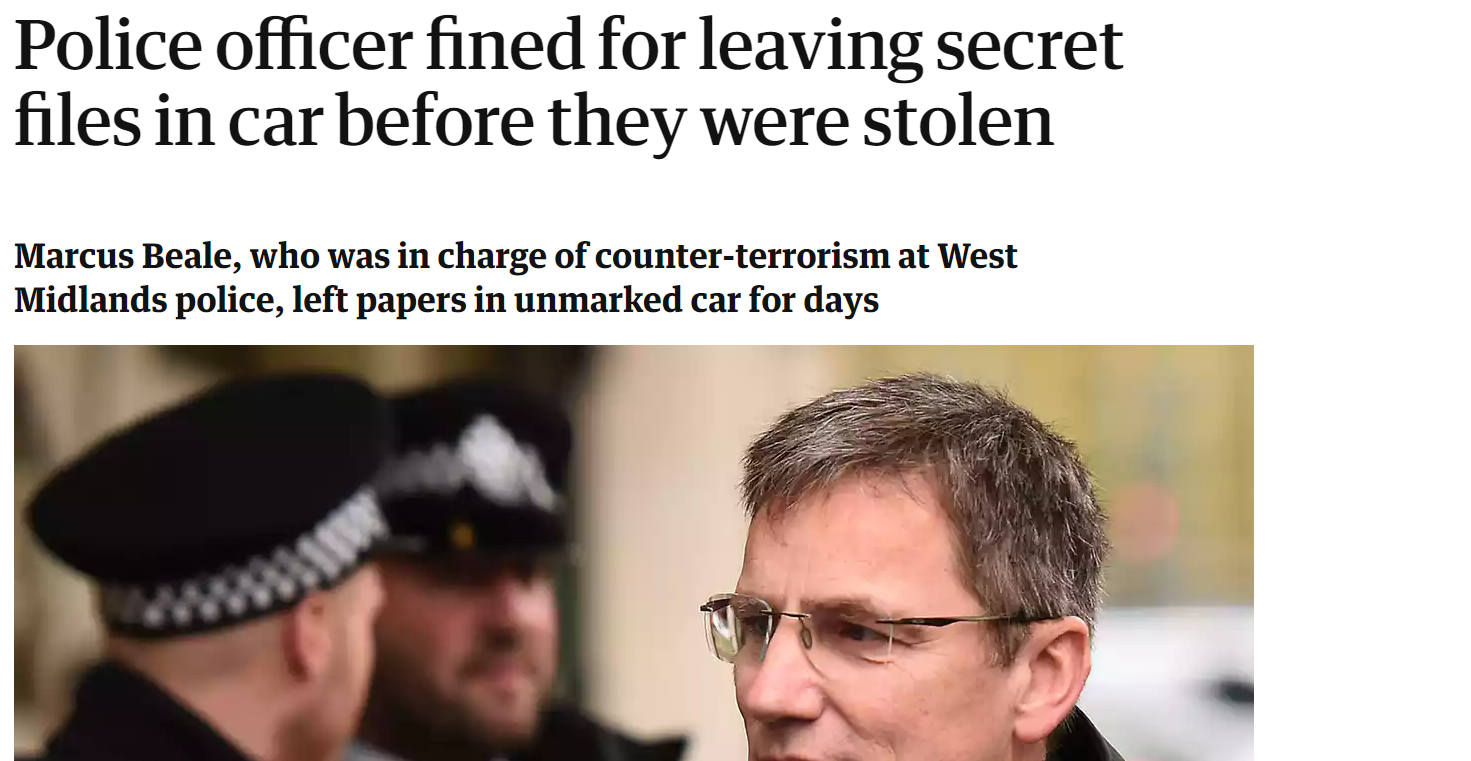 Police officer fined for leaving secret
files in car before they were stolen
Marcus Beale, who was in charge of counter-terrorism at West
Midlands police, left papers in unmarked car for days